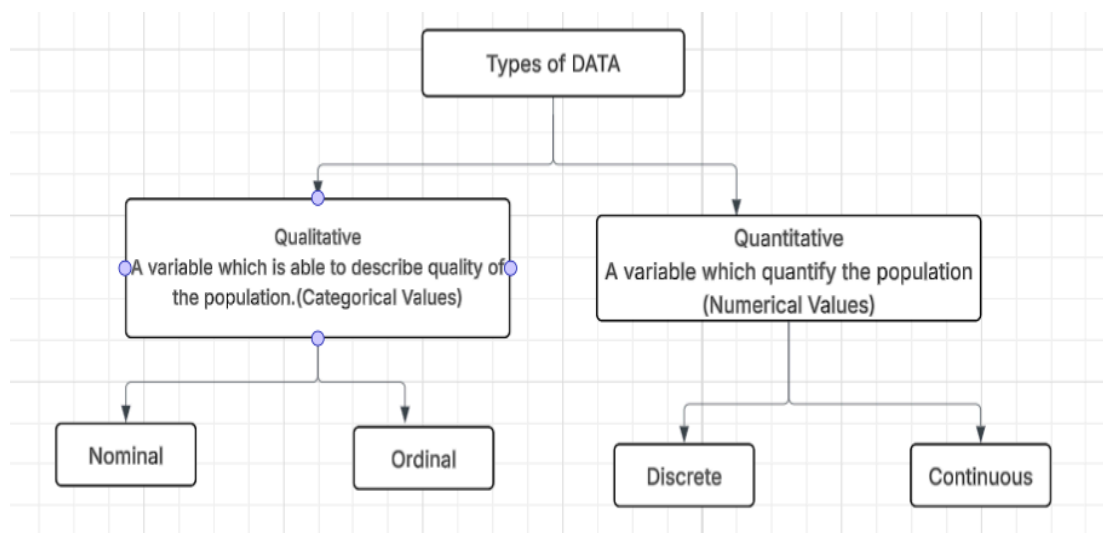 Types of DATA
Qualitative
A variable which is able to describe quality of
the population.(Categorical Values)
Quantitative
A variable which quantify the population
(Numerical Values)
Nominal
Ordinal
Discrete
Continuous